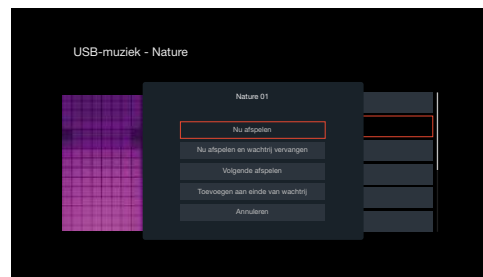 USB-muziek - Nature
Nature 01
Nu afspelen
Nu afspelen en wachtrij vervangen
Volgende afspelen
Toevoegen aan einde van wachtrij
Annuleren